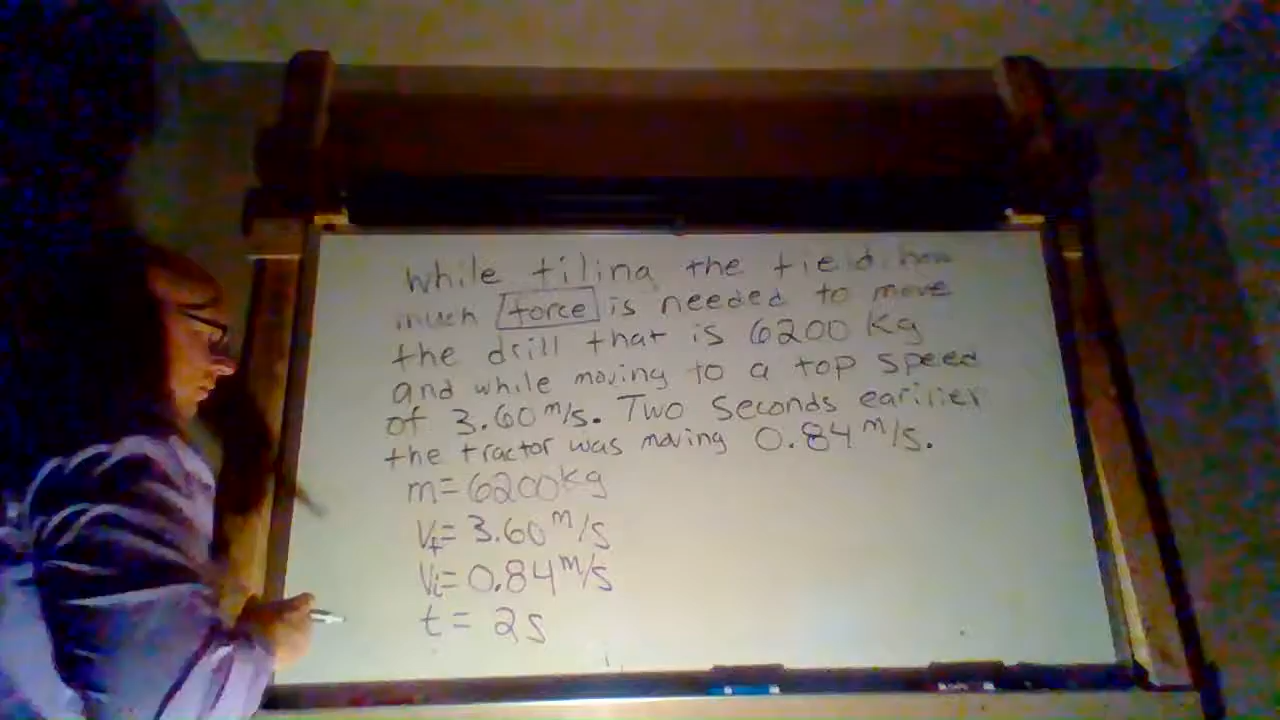 while tiling the field how
much force is needed to move
the drill that is 6200 kg
and while moving to a top speed
of 3.60 m/s. Two seconds earilier
the tractor was moving 0.84 m/s.
m = 6200 kg
Vf = 3.60 m/s
Vi = 0.84 m/s
t = 2s